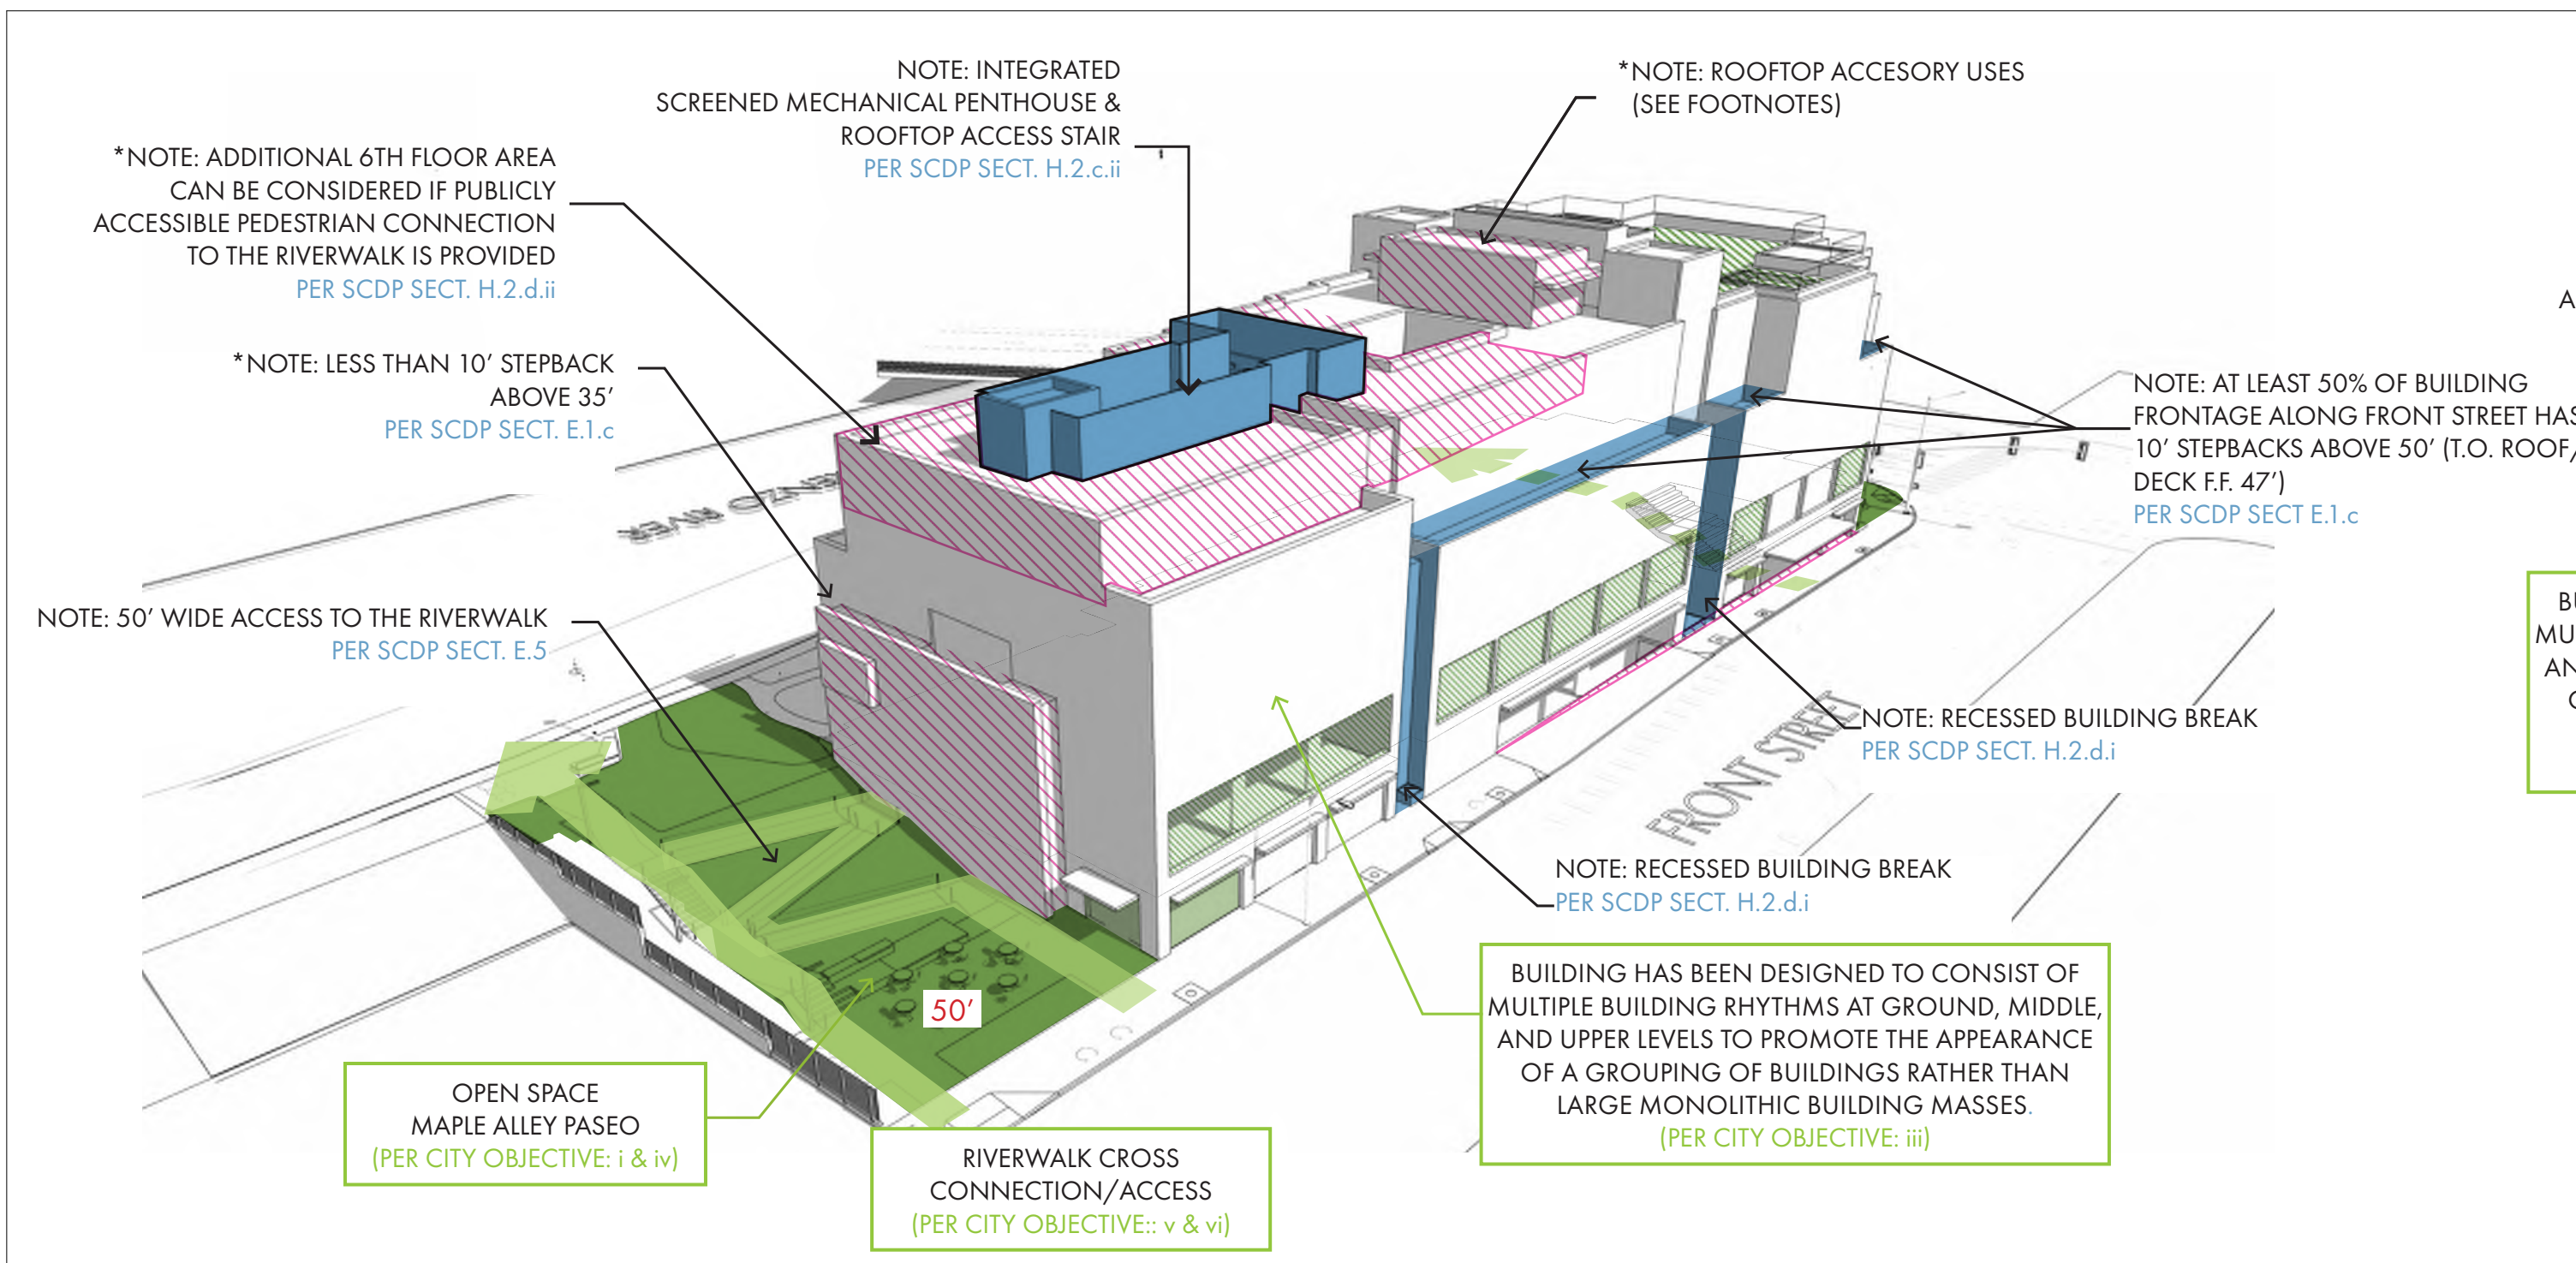 NOTE: INTEGRATED
SCREENED MECHANICAL PENTHOUSE &
ROOFTOP ACCESS STAIR
PER SCDP SECT. H.2.c.ii
*NOTE: ROOFTOP ACCESORY USES
(SEE FOOTNOTES)
*NOTE: ADDITIONAL 6TH FLOOR AREA
CAN BE CONSIDERED IF PUBLICLY
ACCESSIBLE PEDESTRIAN CONNECTION
TO THE RIVERWALK IS PROVIDED
PER SCDP SECT. H.2.d.ii
*NOTE: LESS THAN 10' STEPBACK
ABOVE 35'
PER SCDP SECT. E.1.c
NOTE: AT LEAST 50% OF BUILDING
FRONTAGE ALONG FRONT STREET HAS
10' STEPBACKS ABOVE 50' (T.O. ROOF/
DECK F.F. 47')
PER SCDP SECT E.1.c
RIVER
NOTE: 50' WIDE ACCESS TO THE RIVERWALK
PER SCDP SECT. E.5
NOTE: RECESSED BUILDING BREAK
PER SCDP SECT. H.2.d.i
FRONT STREET
NOTE: RECESSED BUILDING BREAK
PER SCDP SECT. H.2.d.i
50'
BUILDING HAS BEEN DESIGNED TO CONSIST OF
MULTIPLE BUILDING RHYTHMS AT GROUND, MIDDLE,
AND UPPER LEVELS TO PROMOTE THE APPEARANCE
OF A GROUPING OF BUILDINGS RATHER THAN
LARGE MONOLITHIC BUILDING MASSES.
(PER CITY OBJECTIVE: iii)
OPEN SPACE
MAPLE ALLEY PASEO
(PER CITY OBJECTIVE: i & iv)
RIVERWALK CROSS
CONNECTION/ACCESS
(PER CITY OBJECTIVE:: v & vi)